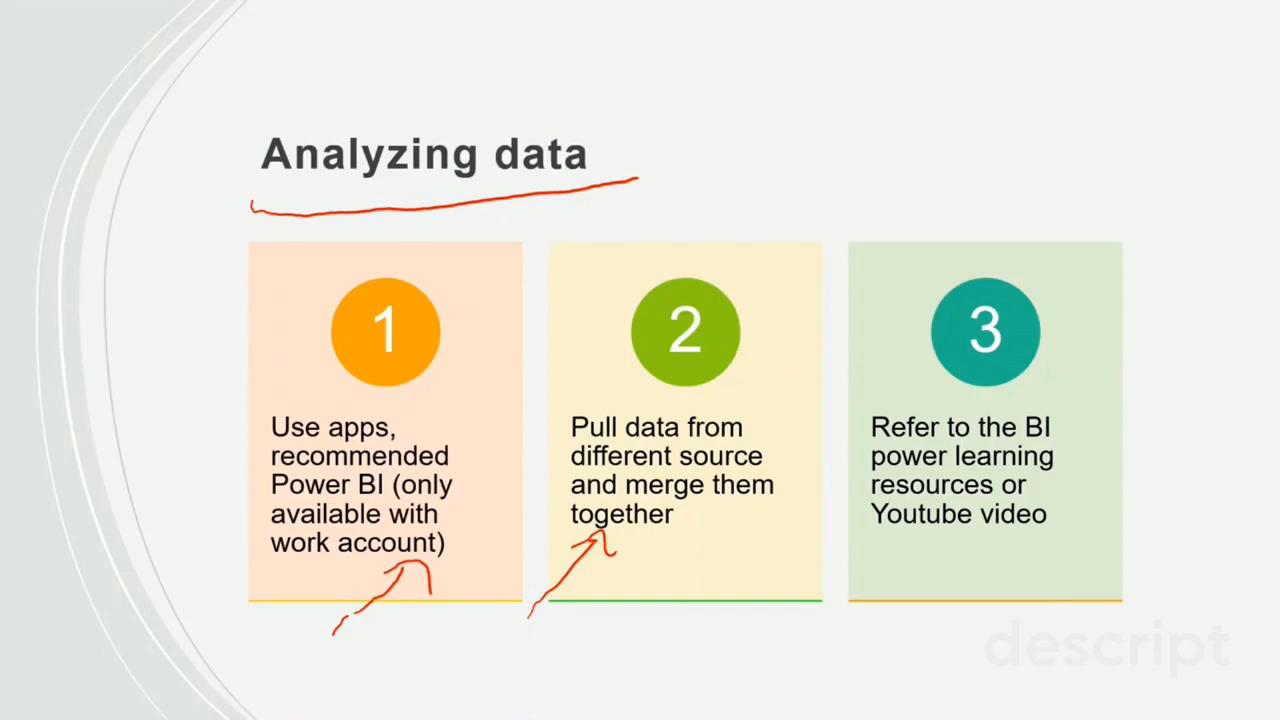 Analyzing data
1
Use apps,
recommended
Power BI (only
available with
work account)
2
Pull data from
different source
and merge them
together
3
Refer to the BI
power learning
resources or
Youtube video
descript